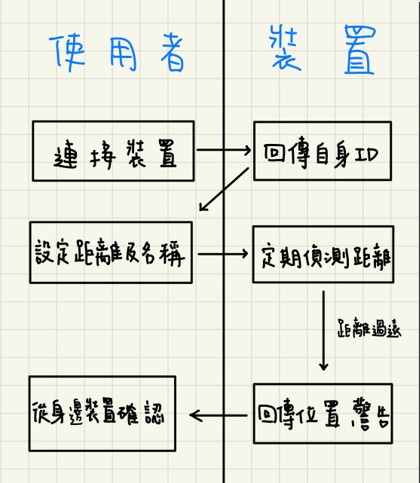 使用者
裝置
連接裝置
回傳自身ID
設定距離及名稱
定期偵測距離
距離過遠
從身邊裝置確認
回傳位置,警告